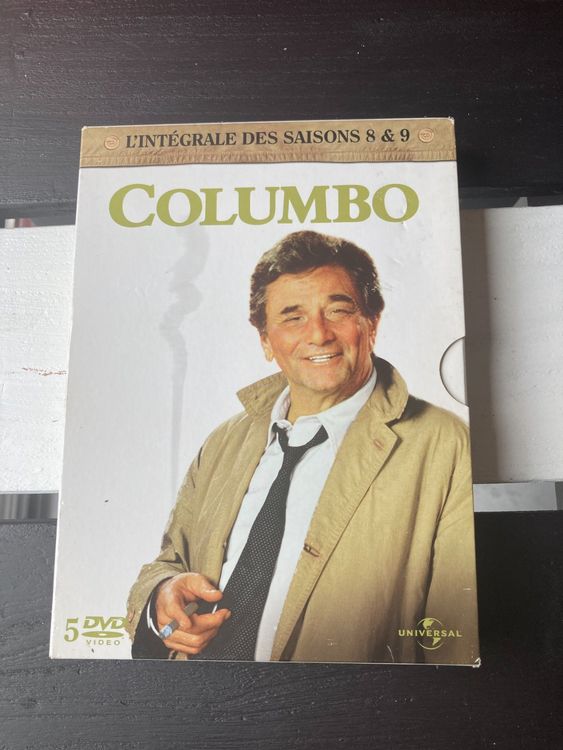 L'INTÉGRALE DES SAISONS 8 & 9
COLUMBO
5 DVD
VIDEO
UNIVERSAL